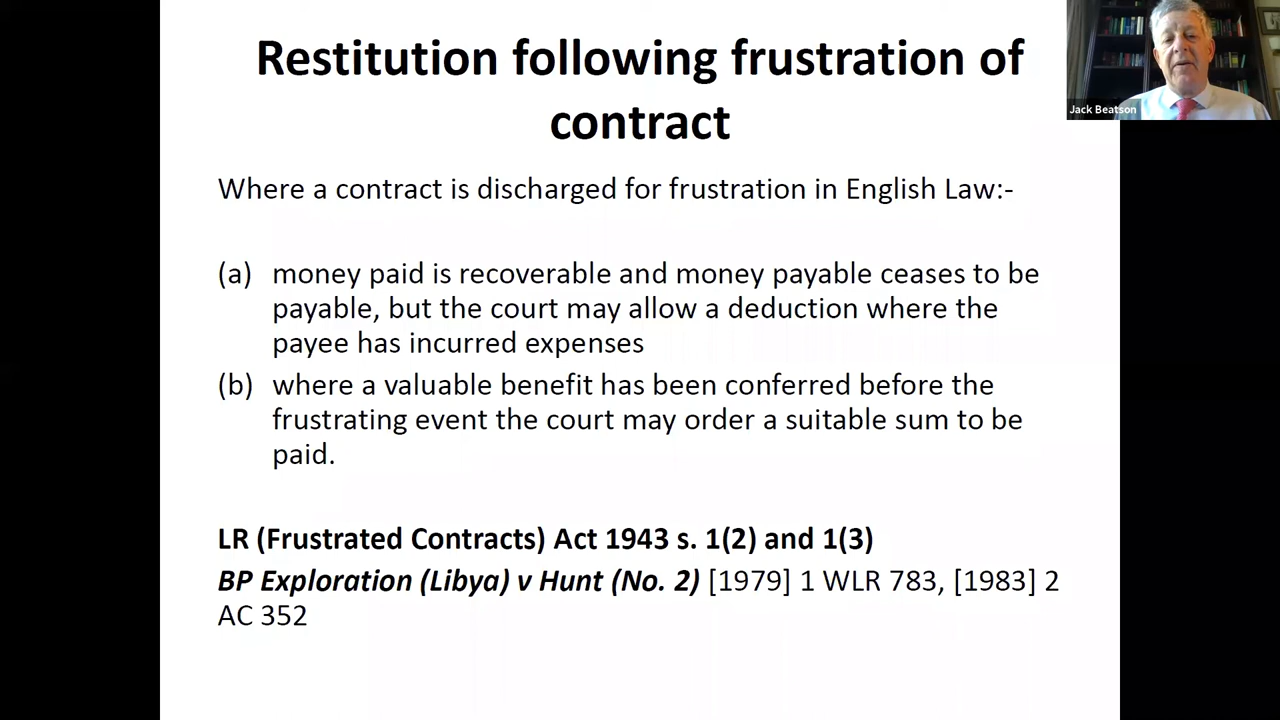 Restitution following frustration of
contract
Jack Beatson
Where a contract is discharged for frustration in English Law:-
(a) money paid is recoverable and money payable ceases to be
payable, but the court may allow a deduction where the
payee has incurred expenses
(b) where a valuable benefit has been conferred before the
frustrating event the court may order a suitable sum to be
paid.
LR (Frustrated Contracts) Act 1943 s. 1(2) and 1(3)
BP Exploration (Libya) v Hunt (No. 2) [1979] 1 WLR 783, [1983] 2
AC 352